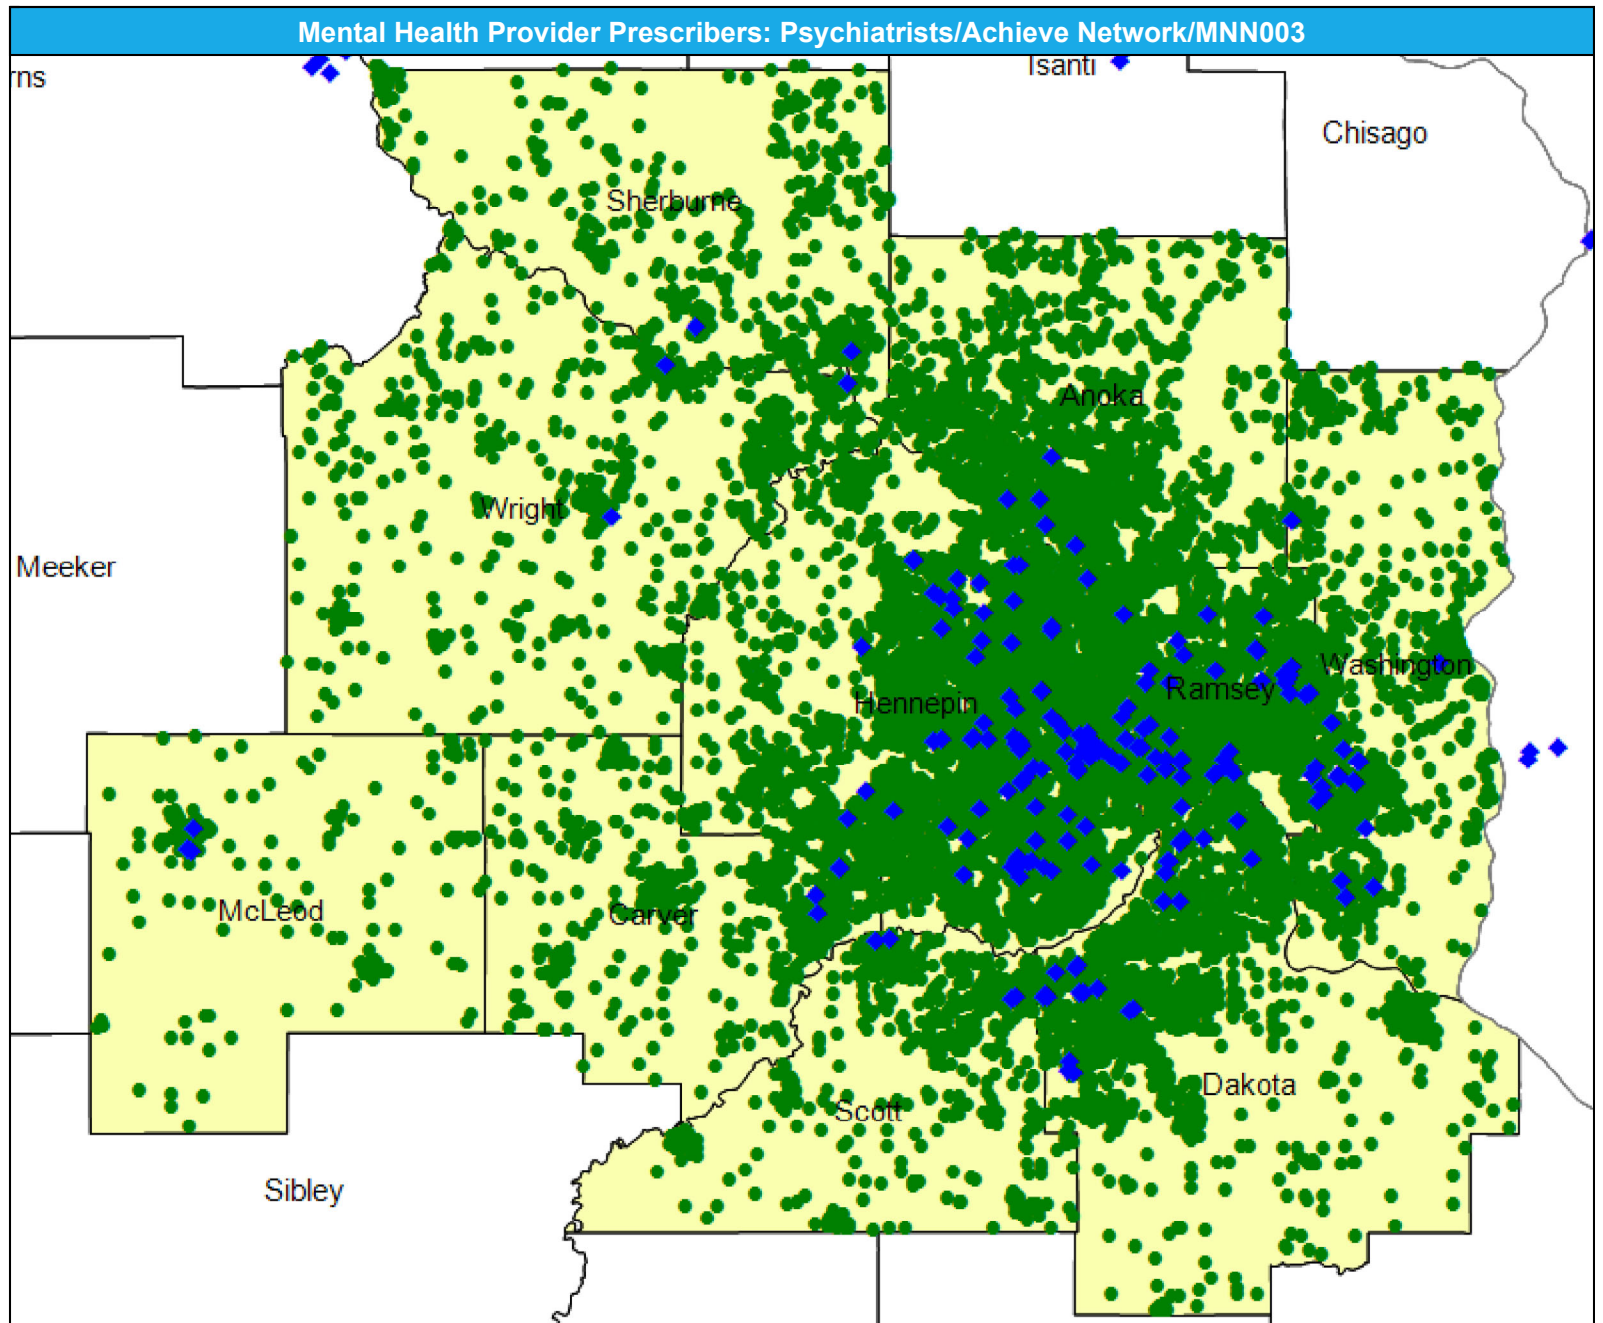 Mental Health Provider Prescribers: Psychiatrists/Achieve Network/MNN003
rns
Isanti
Chisago
Sherburne
Anoka
Wright
Meeker
Washington
Ramsey
Hennepin
McLeod
Carver
Dakota
Scott
Sibley